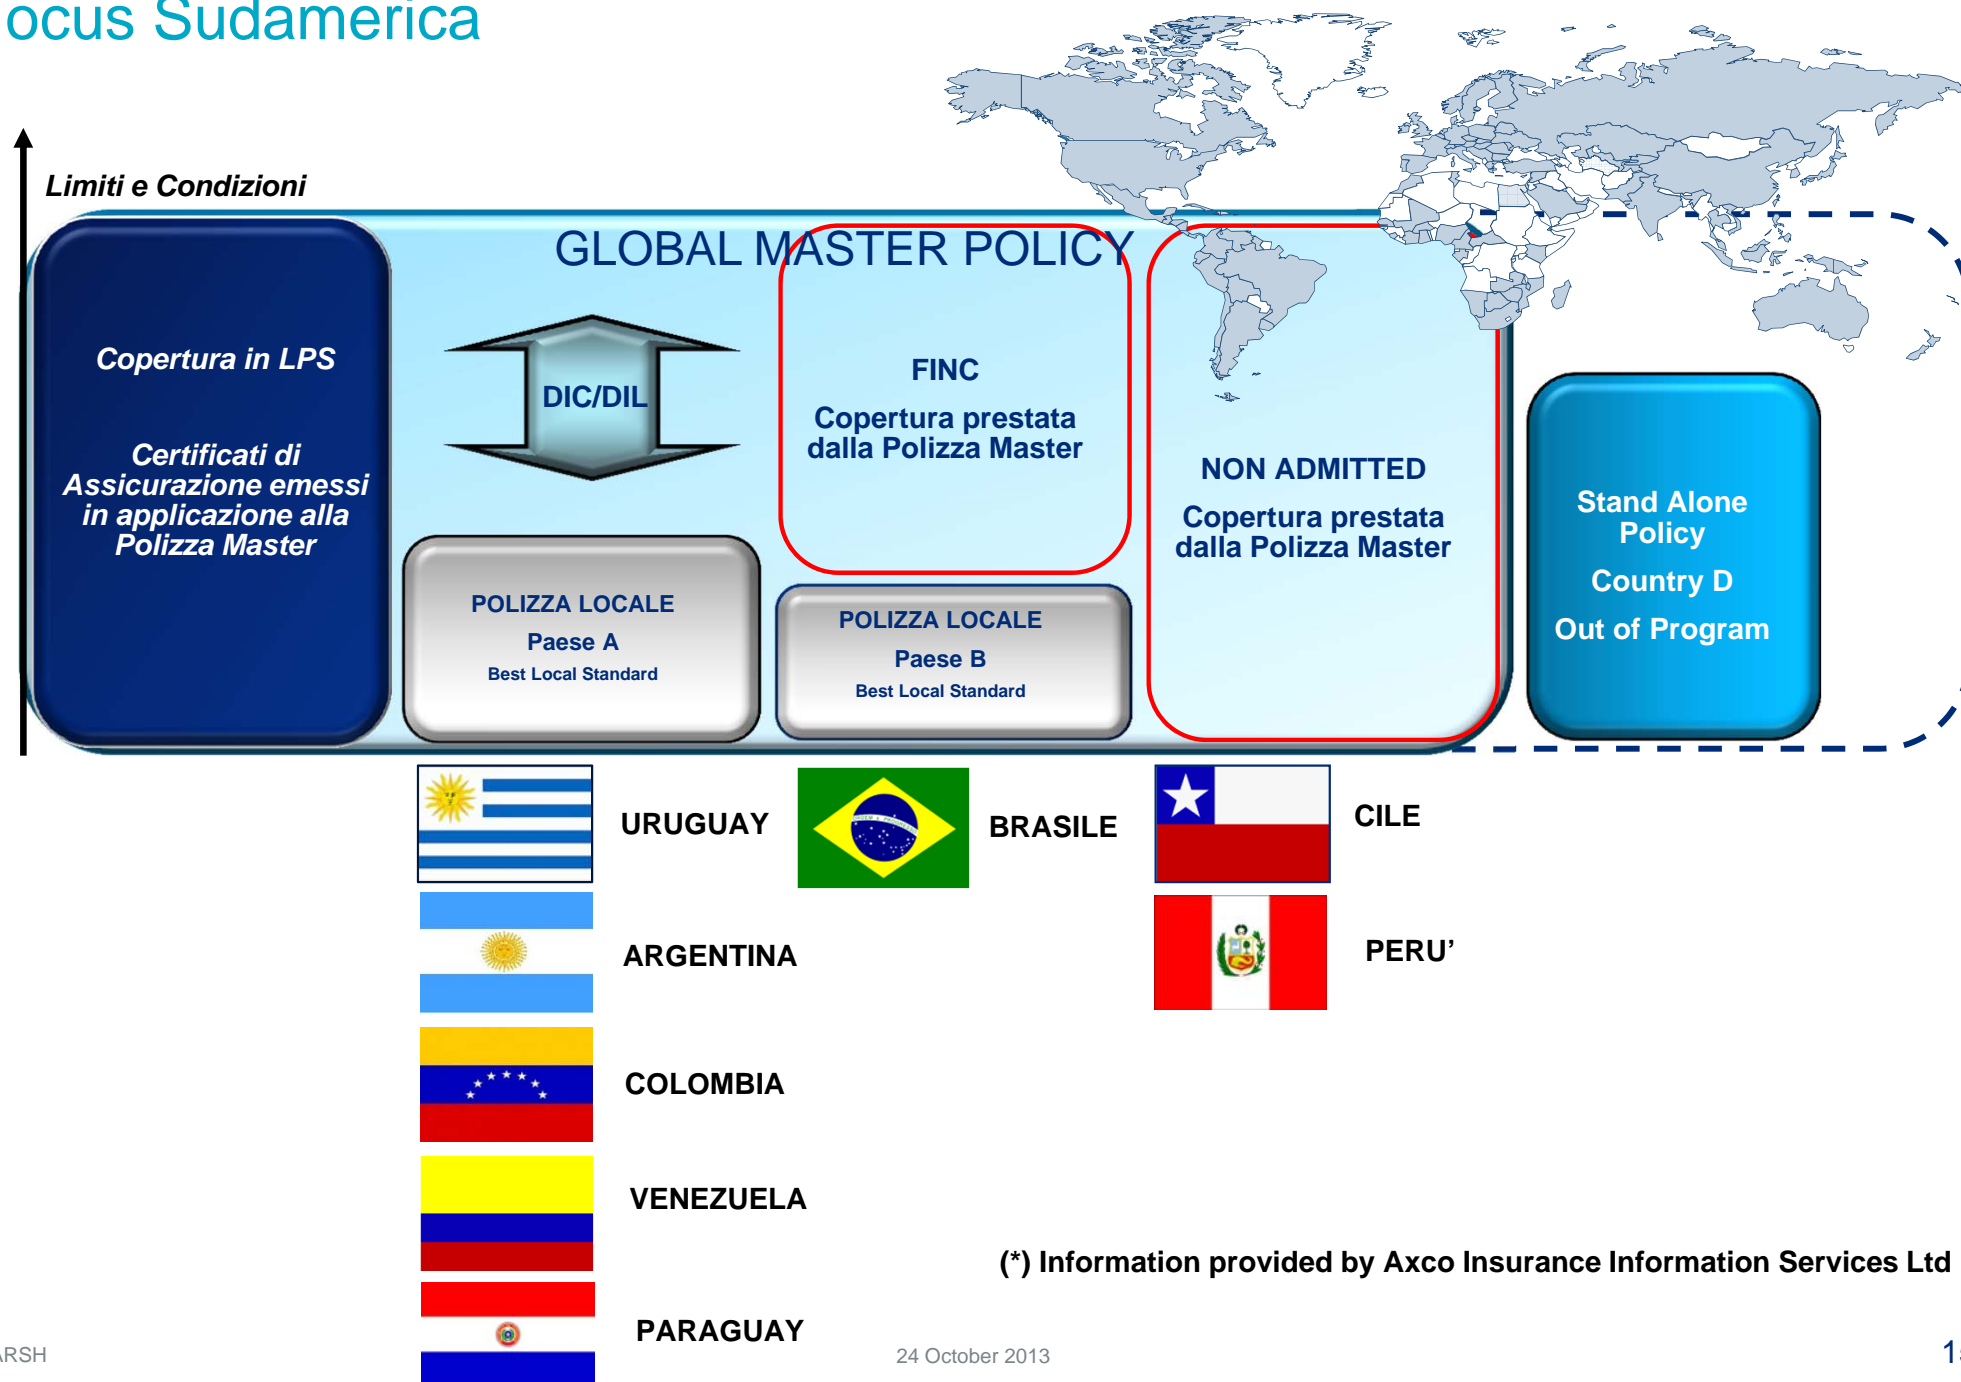 ocus Sudamerica
Limiti e Condizioni
GLOBAL MASTER POLICY
Copertura in LPS
Certificati di
Assicurazione emessi
in applicazione alla
Polizza Master
DIC/DIL
POLIZZA LOCALE
Paese A
Best Local Standard
FINC
Copertura prestata
dalla Polizza Master
POLIZZA LOCALE
Paese B
Best Local Standard
NON ADMITTED
Copertura prestata
dalla Polizza Master
Stand Alone
Policy
Country D
Out of Program
URUGUAY
BRASILE
CILE
ARGENTINA
PERU’
COLOMBIA
VENEZUELA
(*) Information provided by Axco Insurance Information Services Ltd
PARAGUAY
ARSH
24 October 2013